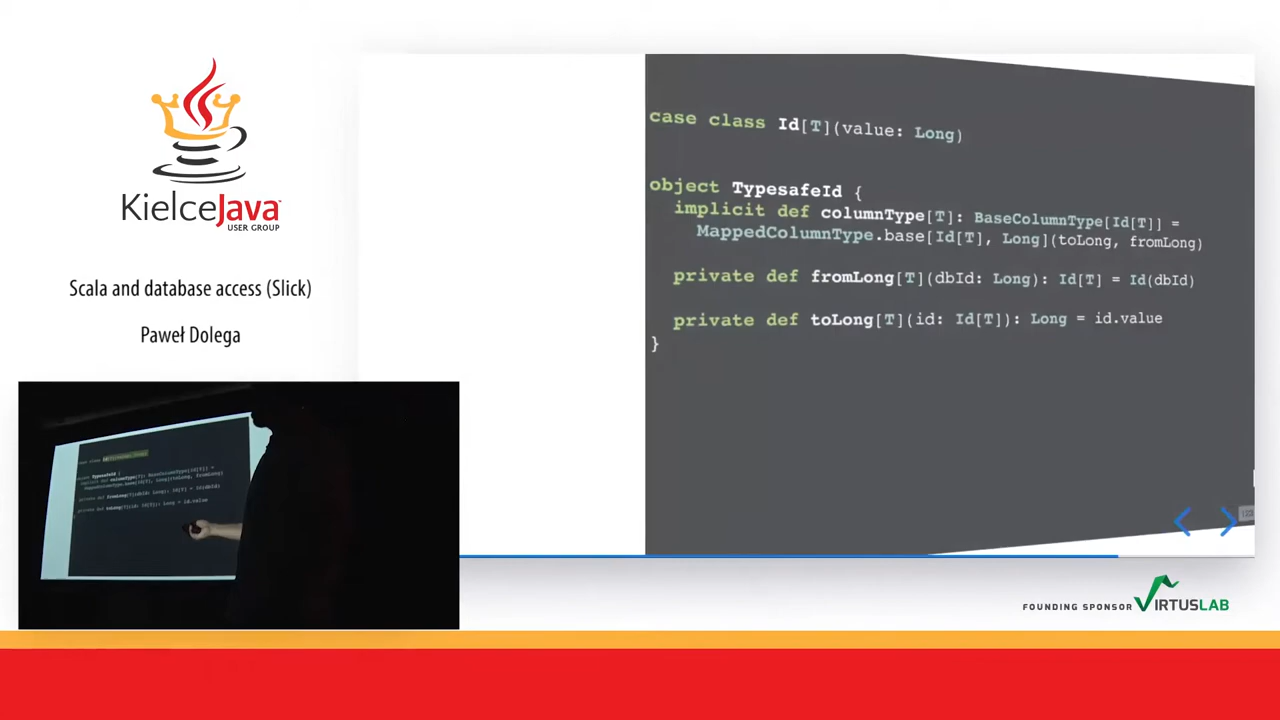 KielceJava
USER GROUP
Scala and database access (Slick)
Paweł Dolega
case class Id[T](value: Long)
object TypesafeId {
implicit def columnType[T]: BaseColumnType[Id[T]] =
MappedColumnType.base[Id[T], Long](toLong, fromLong)
private def fromLong[T](dbId: Long): Id[T] = Id(dbId)
private def toLong[T](id: Id[T]): Long = id.value
}
FOUNDING SPONSOR VIRTUSLAB